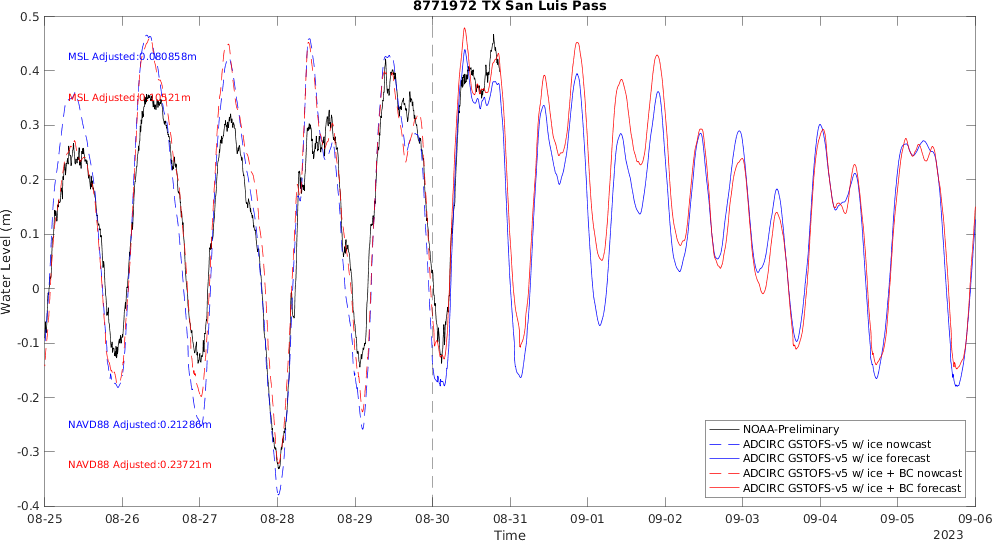 8771972 TX San Luis Pass
0.5
0.4
0.3
0.2
0.1
0
-0.1
-0.2
-0.3
-0.4
Water Level (m)
MSL Adjusted:0.080858m
MSL Adjusted:0.10521m
NAVD88 Adjusted:0.21286m
NAVD88 Adjusted:0.23721m
NOAA-Preliminary
ADCIRC GSTOFS-v5 w/ ice nowcast
ADCIRC GSTOFS-v5 w/ ice forecast
ADCIRC GSTOFS-v5 w/ ice + BC nowcast
ADCIRC GSTOFS-v5 w/ ice + BC forecast
08-25 08-26 08-27 08-28 08-29 08-30 08-31 09-01 09-02 09-03 09-04 09-05 09-06
Time
2023